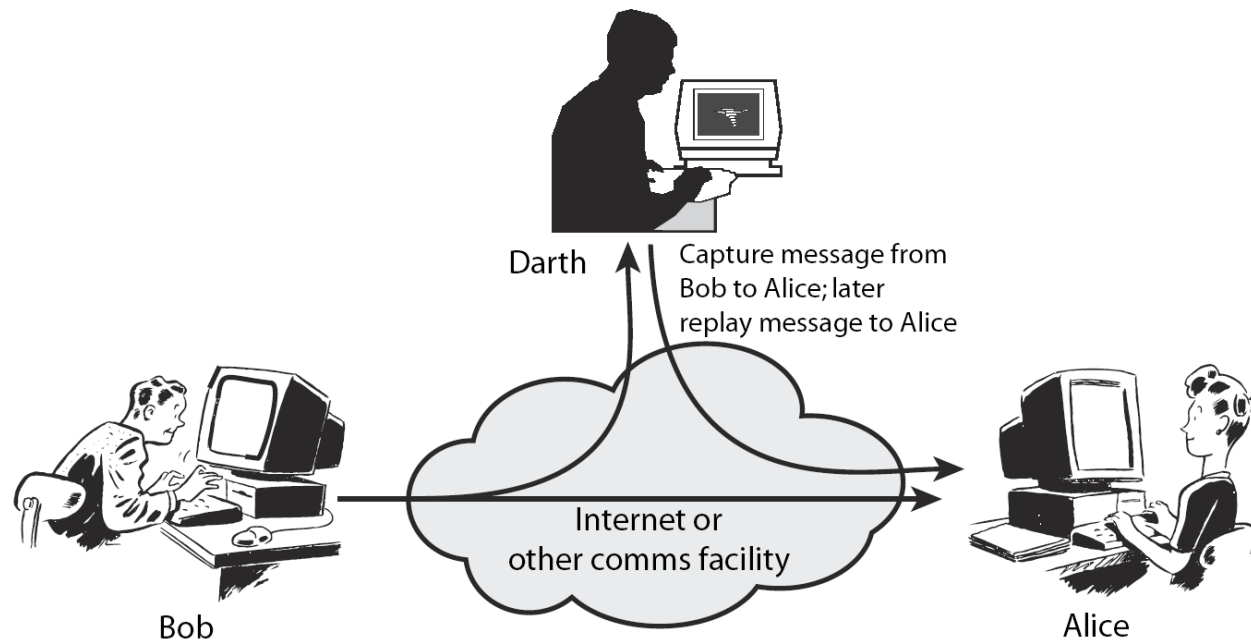 Darth
Capture message from
Bob to Alice; later
replay message to Alice
Internet or
other comms facility
Bob
Alice